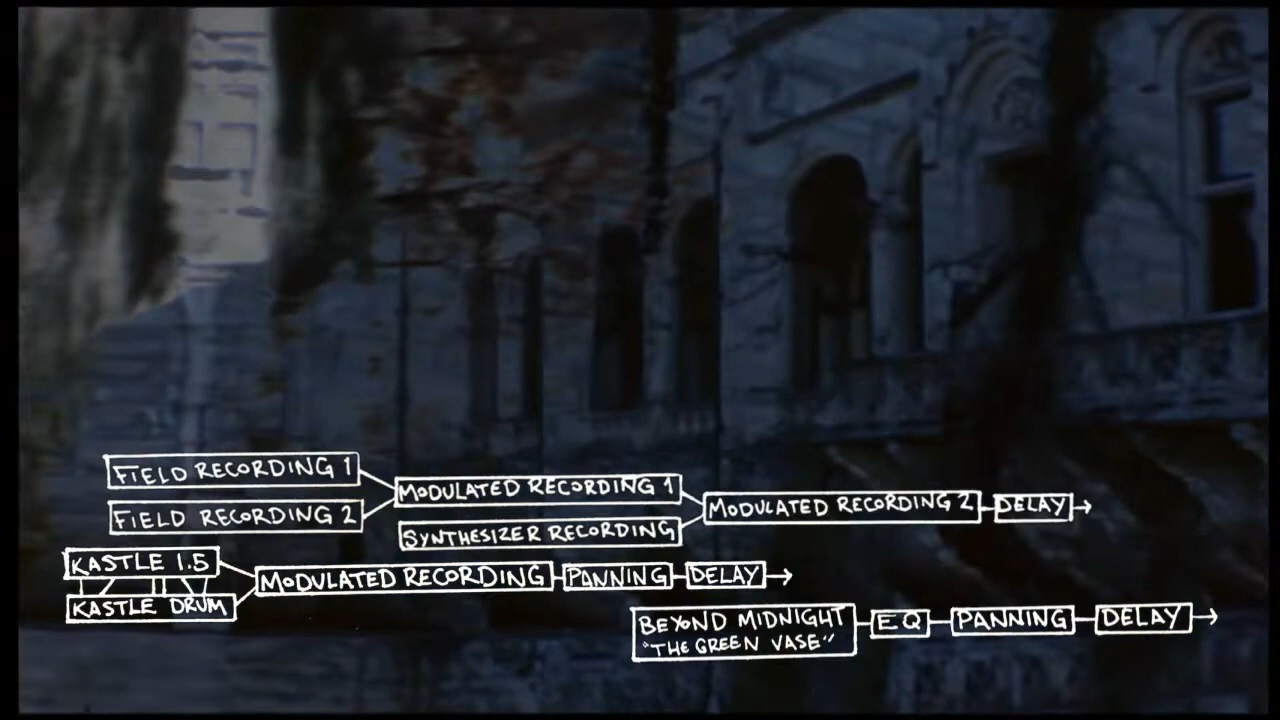 FIELD RECORDING 1
FIELD RECORDING 2
MODULATED RECORDING 1
SYNTHESIZER RECORDING
MODULATED RECORDING 2
DELAY
KASTLE 1.5
KASTLE DRUM
MODULATED RECORDING
PANNING
DELAY
BEYOND MIDNIGHT
"THE GREEN VASE"
EQ
PANNING
DELAY